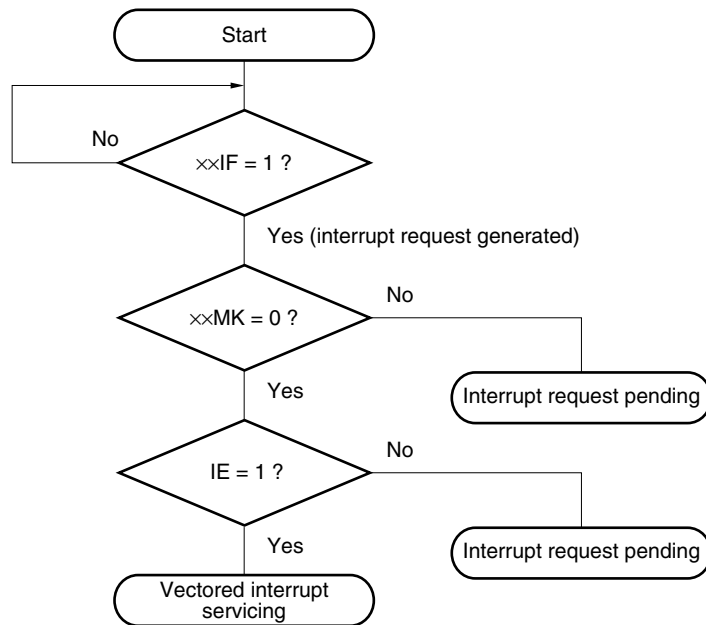 Start
No
××IF = 1 ?
Yes (interrupt request generated)
××MK = 0 ?
No
Yes
Interrupt request pending
IE = 1 ?
No
Yes
Interrupt request pending
Vectored interrupt
servicing